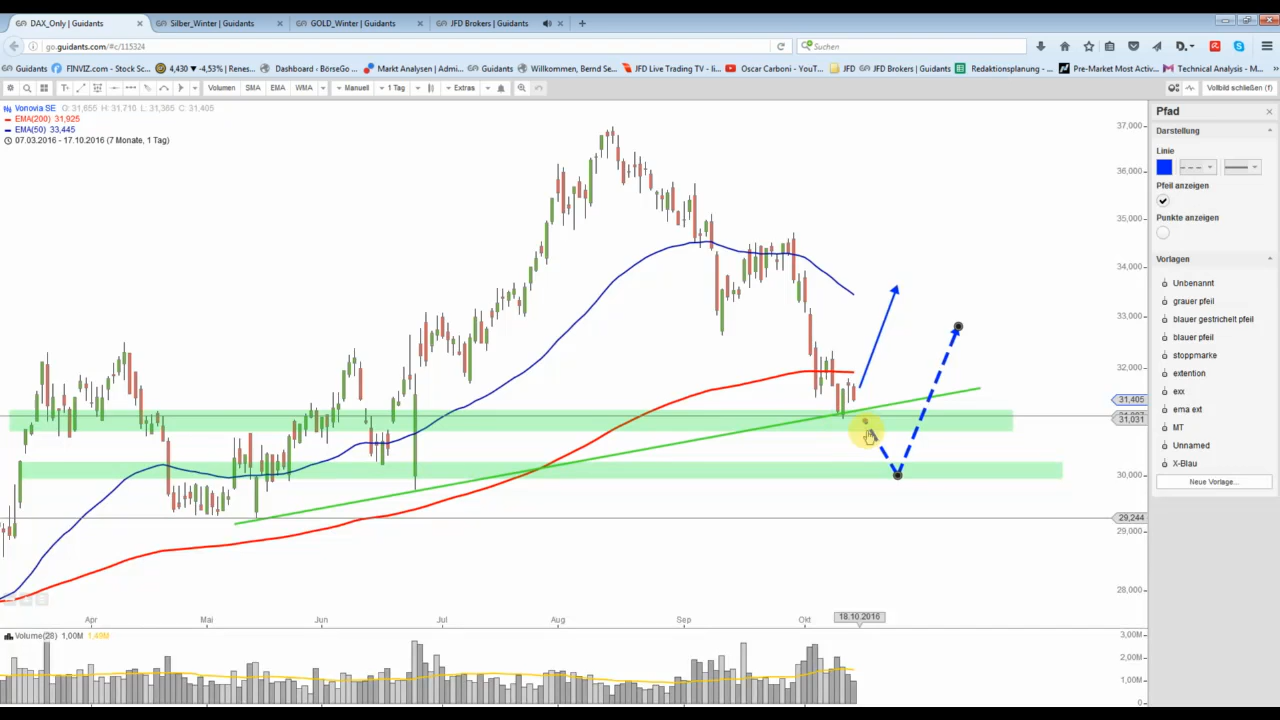 DAX_Only | Guidants
Silber_Winter | Guidants
GOLD_Winter | Guidants
JFD Brokers | Guidants
go.guidants.com/#c/115324
Suchen
Guidants
FINVIZ.com - Stock Sc...
4,430 ▾ -4,53% | Renes...
Dashboard ‹ BörseGo ...
Markt Analysen | Admi...
Guidants
Willkommen, Bernd Se...
JFD Live Trading TV - li...
Oscar Carboni - YouT...
JFD
JFD Brokers | Guidants
Redaktionsplanung - ...
Pre-Market Most Activ...
Technical Analysis - M...
Volumen
SMA
EMA
WMA
Manuell
1 Tag
Extras
Vollbild schließen (f)
Vonovia SE O: 31,655 H: 31,710 L: 31,365 C: 31,405
EMA(200) 31,925
EMA(50) 33,445
07.03.2016 - 17.10.2016 (7 Monate, 1 Tag)
37,000
36,000
35,000
34,000
33,000
32,000
31,405
31,031
30,000
29,244
29,000
28,000
Apr
Mai
Jun
Jul
Aug
Sep
Okt
18.10.2016
Volume(28) 1,00M 1,49M
3,00M
2,00M
1,00M
0
Pfad
Darstellung
Linie
Pfeil anzeigen
Punkte anzeigen
Vorlagen
Unbenannt
grauer pfeil
blauer gestrichelt pfeil
blauer pfeil
stoppmarke
extention
exx
ema ext
MT
Unnamed
X-Blau
Neue Vorlage...